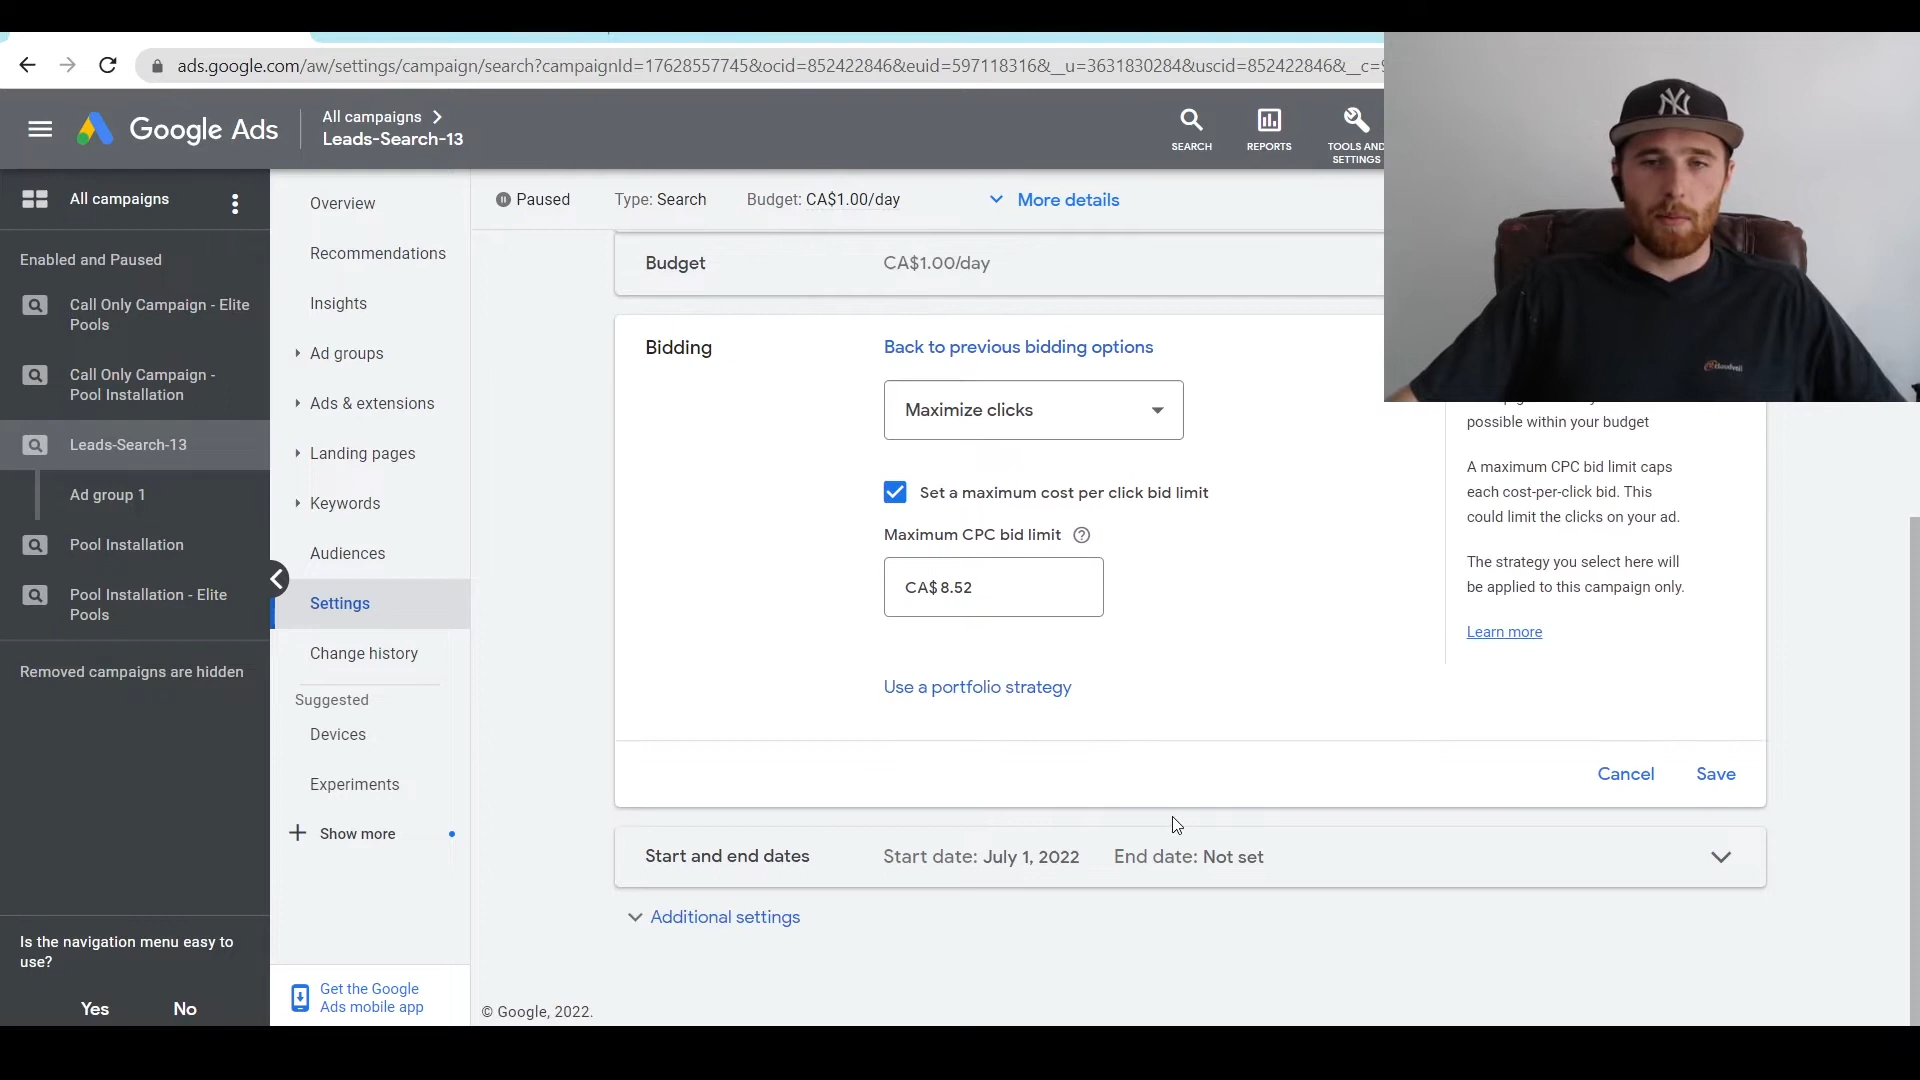 ads.google.com/aw/settings/campaign/search?campaignId=17628557745&ocid=852422846&euid=597118316&__u=3631830284&uscid=852422846&__c=
Google Ads
All campaigns
Leads-Search-13
SEARCH
REPORTS
TOOLS AND
SETTINGS
All campaigns
Enabled and Paused
Call Only Campaign - Elite
Pools
Call Only Campaign -
Pool Installation
Leads-Search-13
Ad group 1
Pool Installation
Pool Installation - Elite
Pools
Removed campaigns are hidden
Is the navigation menu easy to
use?
Yes
No
Overview
Recommendations
Insights
Ad groups
Ads & extensions
Landing pages
Keywords
Audiences
Settings
Change history
Suggested
Devices
Experiments
Show more
Get the Google
Ads mobile app
Paused
Type: Search
Budget: CA$1.00/day
More details
Budget
CA$1.00/day
Bidding
Back to previous bidding options
Maximize clicks
Set a maximum cost per click bid limit
Maximum CPC bid limit
CA$ 8.52
Use a portfolio strategy
possible within your budget
A maximum CPC bid limit caps
each cost-per-click bid. This
could limit the clicks on your ad.
The strategy you select here will
be applied to this campaign only.
Learn more
Cancel
Save
Start and end dates
Start date: July 1, 2022
End date: Not set
Additional settings
© Google, 2022.
NY